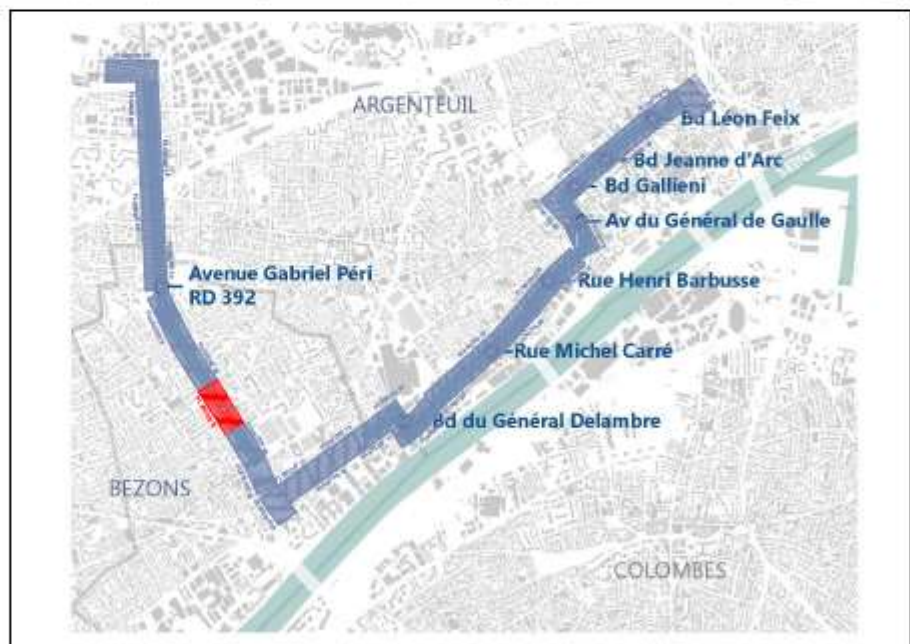 ARGENTEUIL
Bd Léon Feix
Bd Jeanne d'Arc
Bd Gallieni
Av du Général de Gaulle
Avenue Gabriel Péri
RD 392
Rue Henri Barbusse
Rue Michel Carré
Bd du Général Delambre
BEZONS
COLOMBES